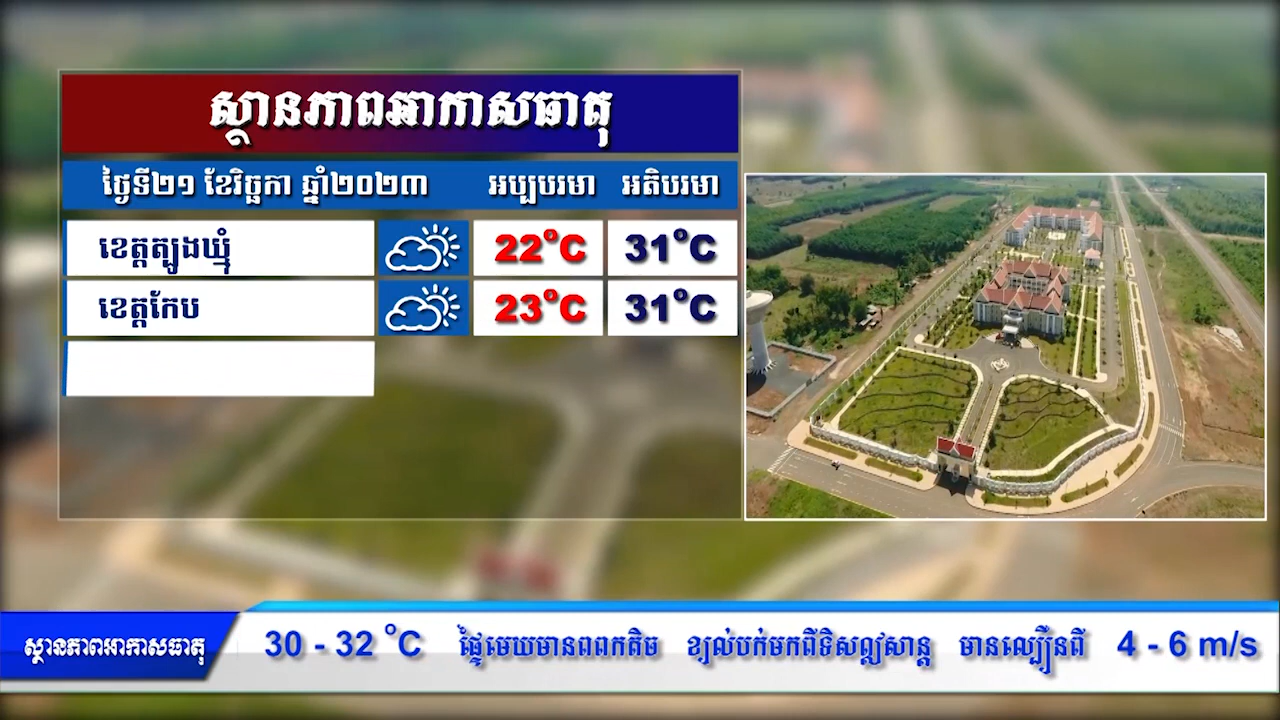 ស្ថានភាពអាកាសធាតុ
ថ្ងៃទី២១ ខែវិច្ឆកា ឆ្នាំ២០២៣ អប្បបរមា អតិបរមា
ខេត្តត្បូងឃ្មុំ 22°C 31°C
ខេត្តកែប 23°C 31°C
ស្ថានភាពអាកាសធាតុ 30 - 32 °C ផ្ទៃមេឃមានពពកតិច ខ្យល់បក់មកពីទិសឦសាន្ត មានល្បឿនពី 4 - 6 m/s